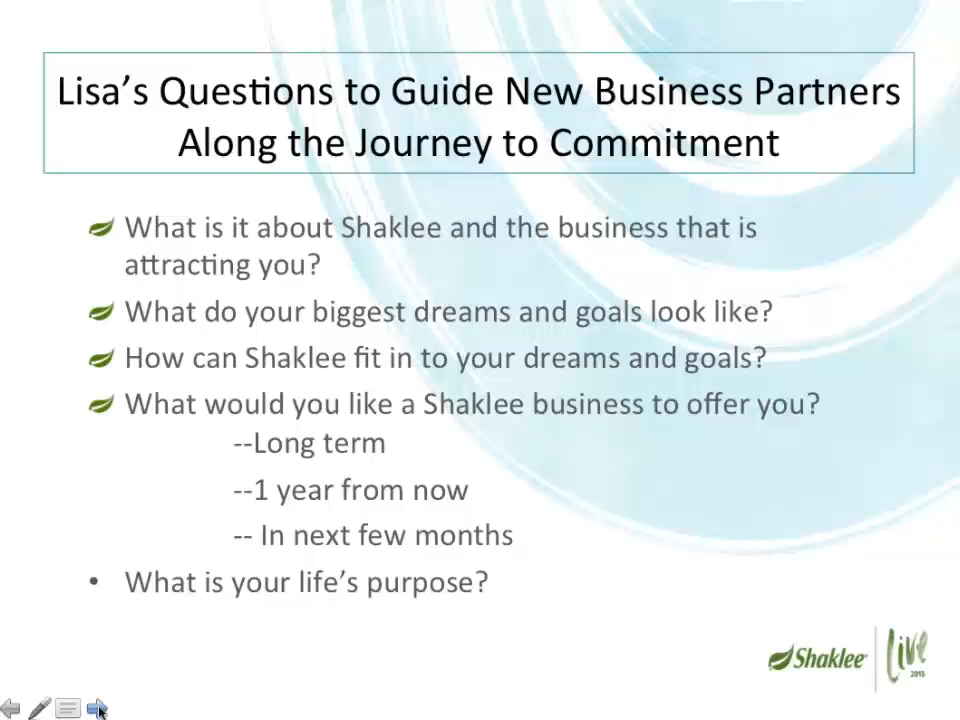 Lisa's Questions to Guide New Business Partners
Along the Journey to Commitment
What is it about Shaklee and the business that is
attracting you?
What do your biggest dreams and goals look like?
How can Shaklee fit in to your dreams and goals?
What would you like a Shaklee business to offer you?
--Long term
--1 year from now
-- In next few months
• What is your life's purpose?
Shaklee Live
2015